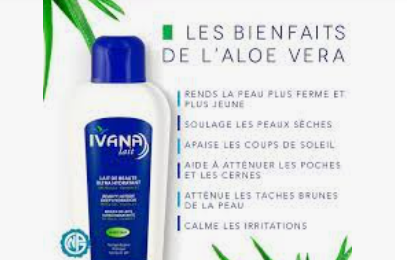 LES BIENFAITS
DE L'ALOE VERA
RENDS LA PEAU PLUS FERME ET
PLUS JEUNE
SOULAGE LES PEAUX SÈCHES
APAISE LES COUPS DE SOLEIL
AIDE À ATTÉNUER LES POCHES
ET LES CERNES
ATTÉNUE LES TACHES BRUNES
DE LA PEAU
CALME LES IRRITATIONS
IVANA
lait
LAIT DE BEAUTÉ
ULTRA HYDRATANT